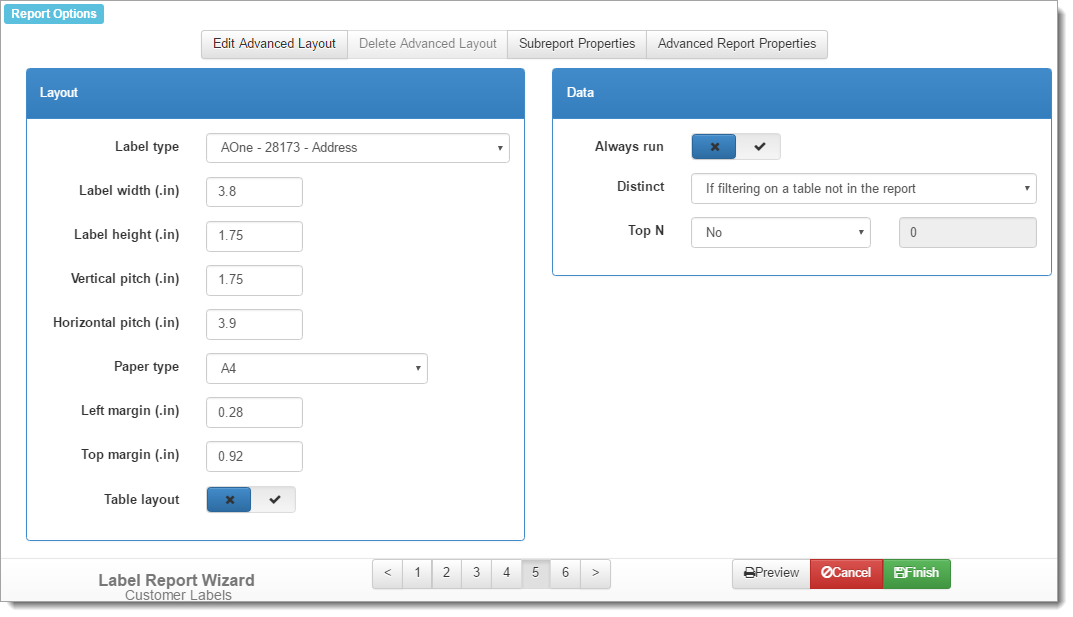 Report Options
Edit Advanced Layout Delete Advanced Layout Subreport Properties Advanced Report Properties
Layout
Label type AOne - 28173 - Address
Label width (.in) 3.8
Label height (.in) 1.75
Vertical pitch (.in) 1.75
Horizontal pitch (.in) 3.9
Paper type A4
Left margin (.in) 0.28
Top margin (.in) 0.92
Table layout
Data
Always run
Distinct If filtering on a table not in the report
Top N No 0
Label Report Wizard
Customer Labels
< 1 2 3 4 5 6 >
Preview Cancel Finish